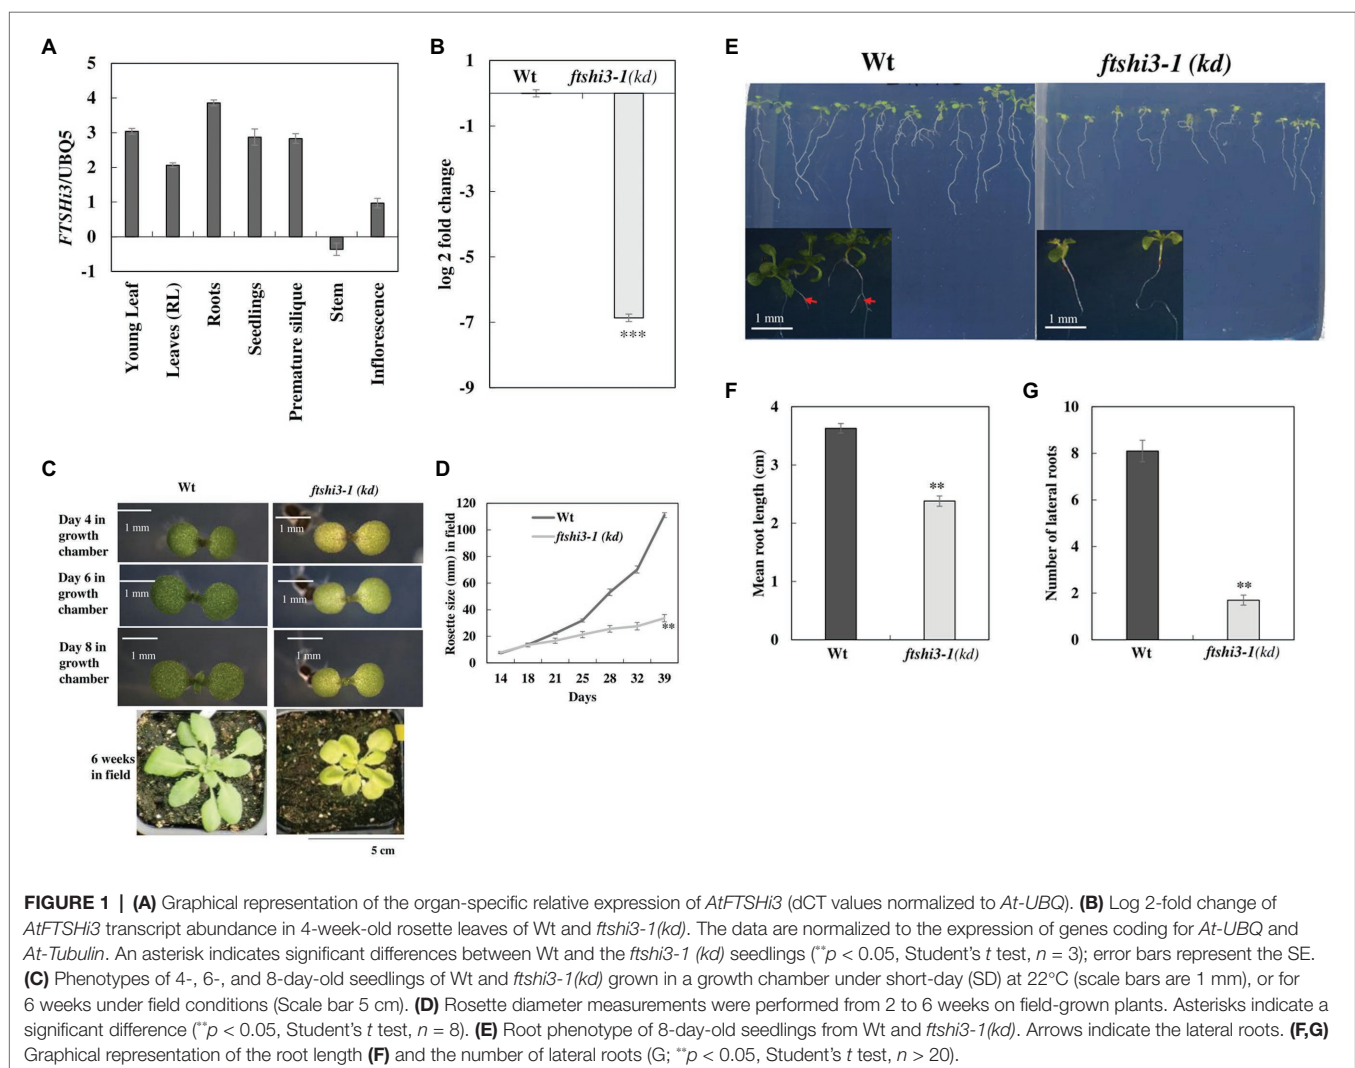 A
FTSHi3/UBQ5
5
4
3
2
1
0
-1
Young Leaf
Leaves (RL)
Roots
Seedlings
Premature silique
Stem
Inflorescence
B
log 2 fold change
1
-1
-3
-5
-7
-9
Wt
ftshi3-1(kd)
***
E
Wt
ftshi3-1 (kd)
1 mm
1 mm
C
Wt
ftshi3-1 (kd)
Day 4 in
growth
chamber
1 mm
1 mm
Day 6 in
growth
chamber
1 mm
1 mm
Day 8 in
growth
chamber
1 mm
1 mm
6 weeks
in field
5 cm
D
Rosette size (mm) in field
120
100
80
60
40
20
0
Wt
ftshi3-1 (kd)
**
14 18 21 25 28 32 39
Days
F
Mean root length (cm)
4
3
2
1
0
**
Wt
ftshi3-1(kd)
G
Number of lateral roots
10
8
6
4
2
0
**
Wt
ftshi3-1(kd)
FIGURE 1 | (A) Graphical representation of the organ-specific relative expression of AtFTSHi3 (dCT values normalized to At-UBQ). (B) Log 2-fold change of
AtFTSHi3 transcript abundance in 4-week-old rosette leaves of Wt and ftshi3-1(kd). The data are normalized to the expression of genes coding for At-UBQ and
At-Tubulin. An asterisk indicates significant differences between Wt and the ftshi3-1 (kd) seedlings (**p < 0.05, Student's t test, n = 3); error bars represent the SE.
(C) Phenotypes of 4-, 6-, and 8-day-old seedlings of Wt and ftshi3-1(kd) grown in a growth chamber under short-day (SD) at 22°C (scale bars are 1 mm), or for
6 weeks under field conditions (Scale bar 5 cm). (D) Rosette diameter measurements were performed from 2 to 6 weeks on field-grown plants. Asterisks indicate a
significant difference (**p < 0.05, Student's t test, n = 8). (E) Root phenotype of 8-day-old seedlings from Wt and ftshi3-1(kd). Arrows indicate the lateral roots. (F,G)
Graphical representation of the root length (F) and the number of lateral roots (G; **p < 0.05, Student's t test, n > 20).